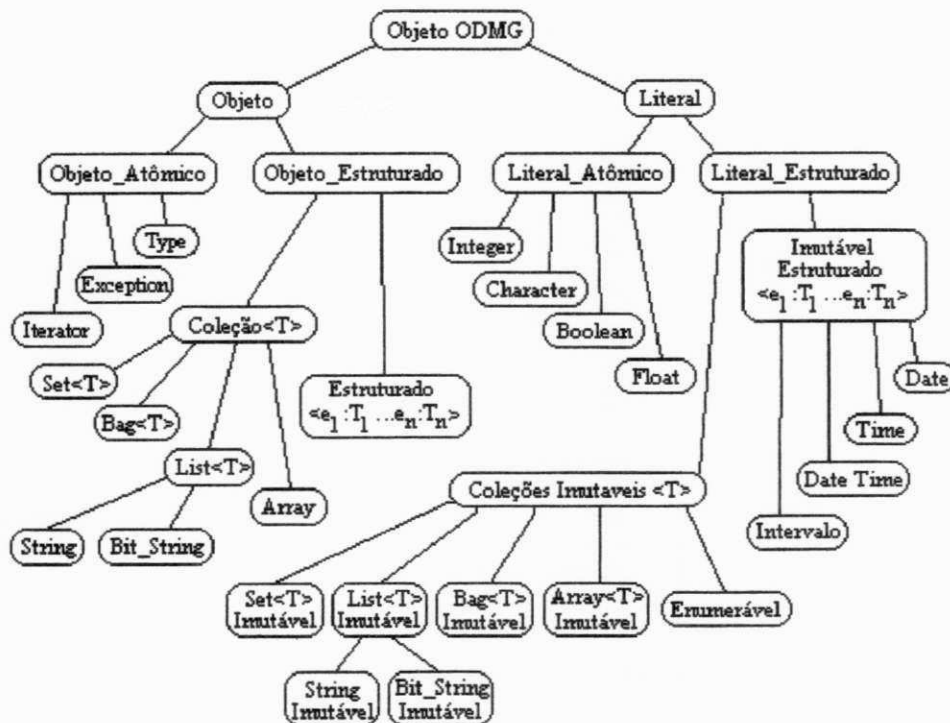 Objeto ODMG
Objeto
Literal
Objeto_Atômico
Objeto_Estruturado
Literal_Atômico
Literal_Estruturado
Type
Exception
Iterator
Coleção<T>
Set<T>
Bag<T>
List<T>
String
Bit_String
Array
Estruturado
<e1:T1 ...en:Tn>
Integer
Character
Boolean
Float
Imutável
Estruturado
<e1:T1 ...en:Tn>
Date
Time
Date Time
Intervalo
Coleções Imutaveis <T>
Set<T>
Imutável
List<T>
Imutável
Bag<T>
Imutável
Array<T>
Imutável
Enumerável
String
Imutável
Bit_String
Imutável